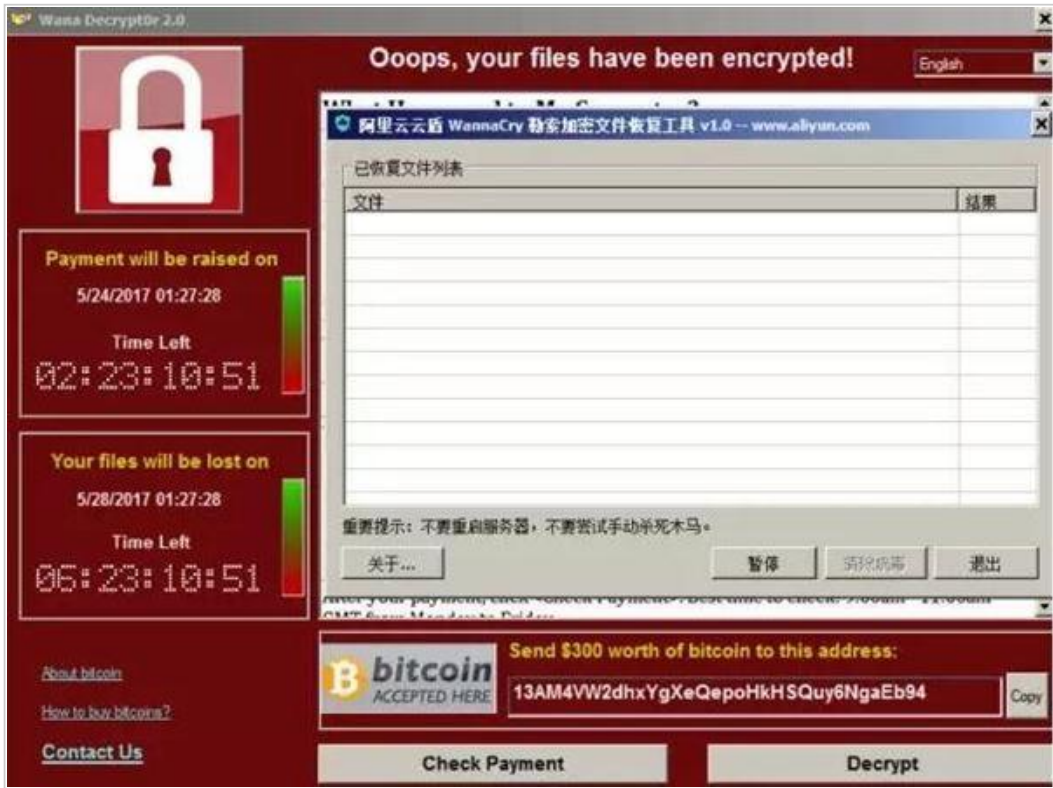 Wana Decrypt0r 2.0
Ooops, your files have been encrypted!
English
阿里云云盾 WannaCry 勒索加密文件恢复工具 v1.0 -- www.aliyun.com
已恢复文件列表
文件
结果
Payment will be raised on
5/24/2017 01:27:28
Time Left
02:23:10:51
Your files will be lost on
5/28/2017 01:27:28
Time Left
06:23:10:51
重要提示：不要重启服务器，不要尝试手动杀死木马。
关于...
暂停
清除病毒
退出
bitcoin
ACCEPTED HERE
Send $300 worth of bitcoin to this address:
13AM4VW2dhxYgXeQepoHkHSQuy6NgaEb94
Copy
About bitcoin
How to buy bitcoins?
Contact Us
Check Payment
Decrypt